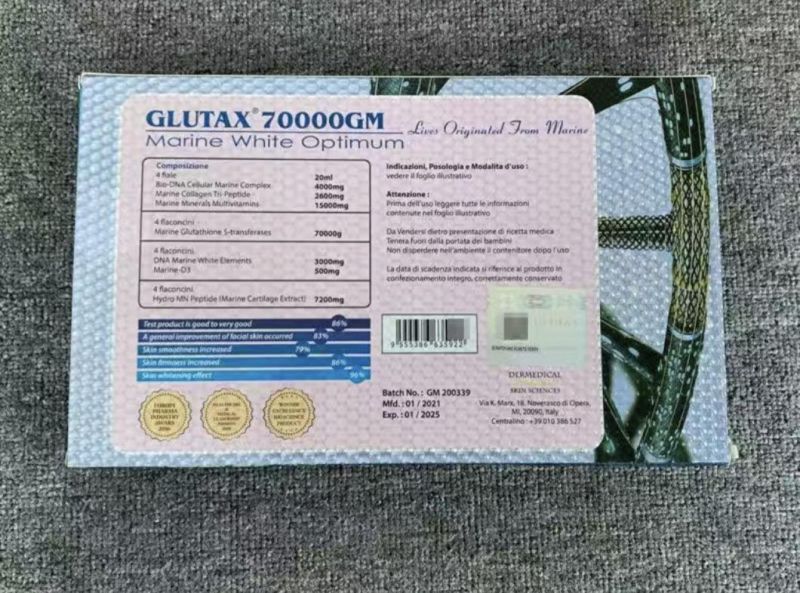 GLUTAX® 70000GM
Lives Originated From Marine
Marine White Optimum
Composizione
4 fiale 20ml
Bio-DNA Cellular Marine Complex 4000mg
Marine Collagen Tri-Peptide 2600mg
Marine Minerals Multivitamins 15000mg
4 flaconcini
Marine Glutathione S-transferases 70000g
4 flaconcini
DNA Marine White Elements 3000mg
Marine-D3 500mg
4 flaconcini
Hydro MN Peptide (Marine Cartilage Extract) 7200mg
Test product is good to very good 86%
A general improvement of facial skin occurred 83%
Skin smoothness increased 79%
Skin firmness increased 86%
Skin whitening effect 96%
EUROPE
PHARMA
INDUSTRY
AWARD
WINNER
EXCELLENCE
BIOSCIENCE
PRODUCT
Indicazioni, Posologia e Modalita d'uso :
vedere il foglio illustrativo
Attenzione :
Prima dell'uso leggere tutte le informazioni
contenute nel foglio illustrativo
Da Vendersi dietro presentazione di ricetta medica
Tenera fuori dalla portata dei bambini
Non disperdere nell'ambiente il contenitore dopo l'uso
La data di scadenza indicata si riferisce al prodotto in
confezionamento integro, correttamente conservato
Batch No. : GM 200339
Mfd. : 01 / 2021
Exp. : 01 / 2025
DERMEDICAL
SKIN SCIENCES
Via K. Marx, 18, Noverasco di Opera,
MI, 20090, Italy
Centralino : +39 010 386 527